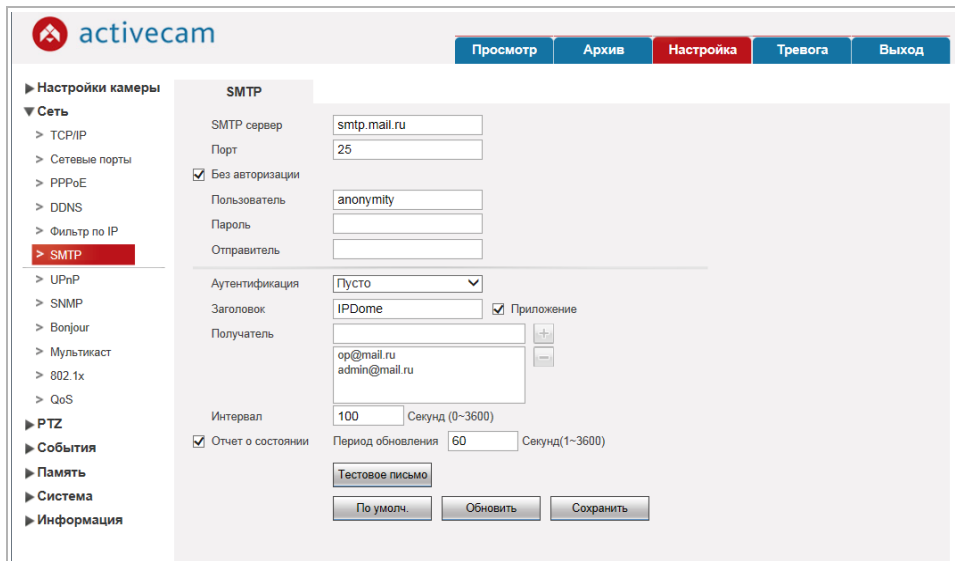 activecam
Просмотр Архив Настройка Тревога Выход
Настройки камеры
Сеть
> TCP/IP
> Сетевые порты
> PPPoE
> DDNS
> Фильтр по IP
> SMTP
> UPnP
> SNMP
> Bonjour
> Мультикаст
> 802.1x
> QoS
PTZ
События
Память
Система
Информация
SMTP
SMTP сервер smtp.mail.ru
Порт 25
Без авторизации
Пользователь anonymity
Пароль
Отправитель
Аутентификация Пусто
Заголовок IPDome Приложение
Получатель +
op@mail.ru
admin@mail.ru
Интервал 100 Секунд (0~3600)
Отчет о состоянии Период обновления 60 Секунд(1~3600)
Тестовое письмо
По умолч. Обновить Сохранить